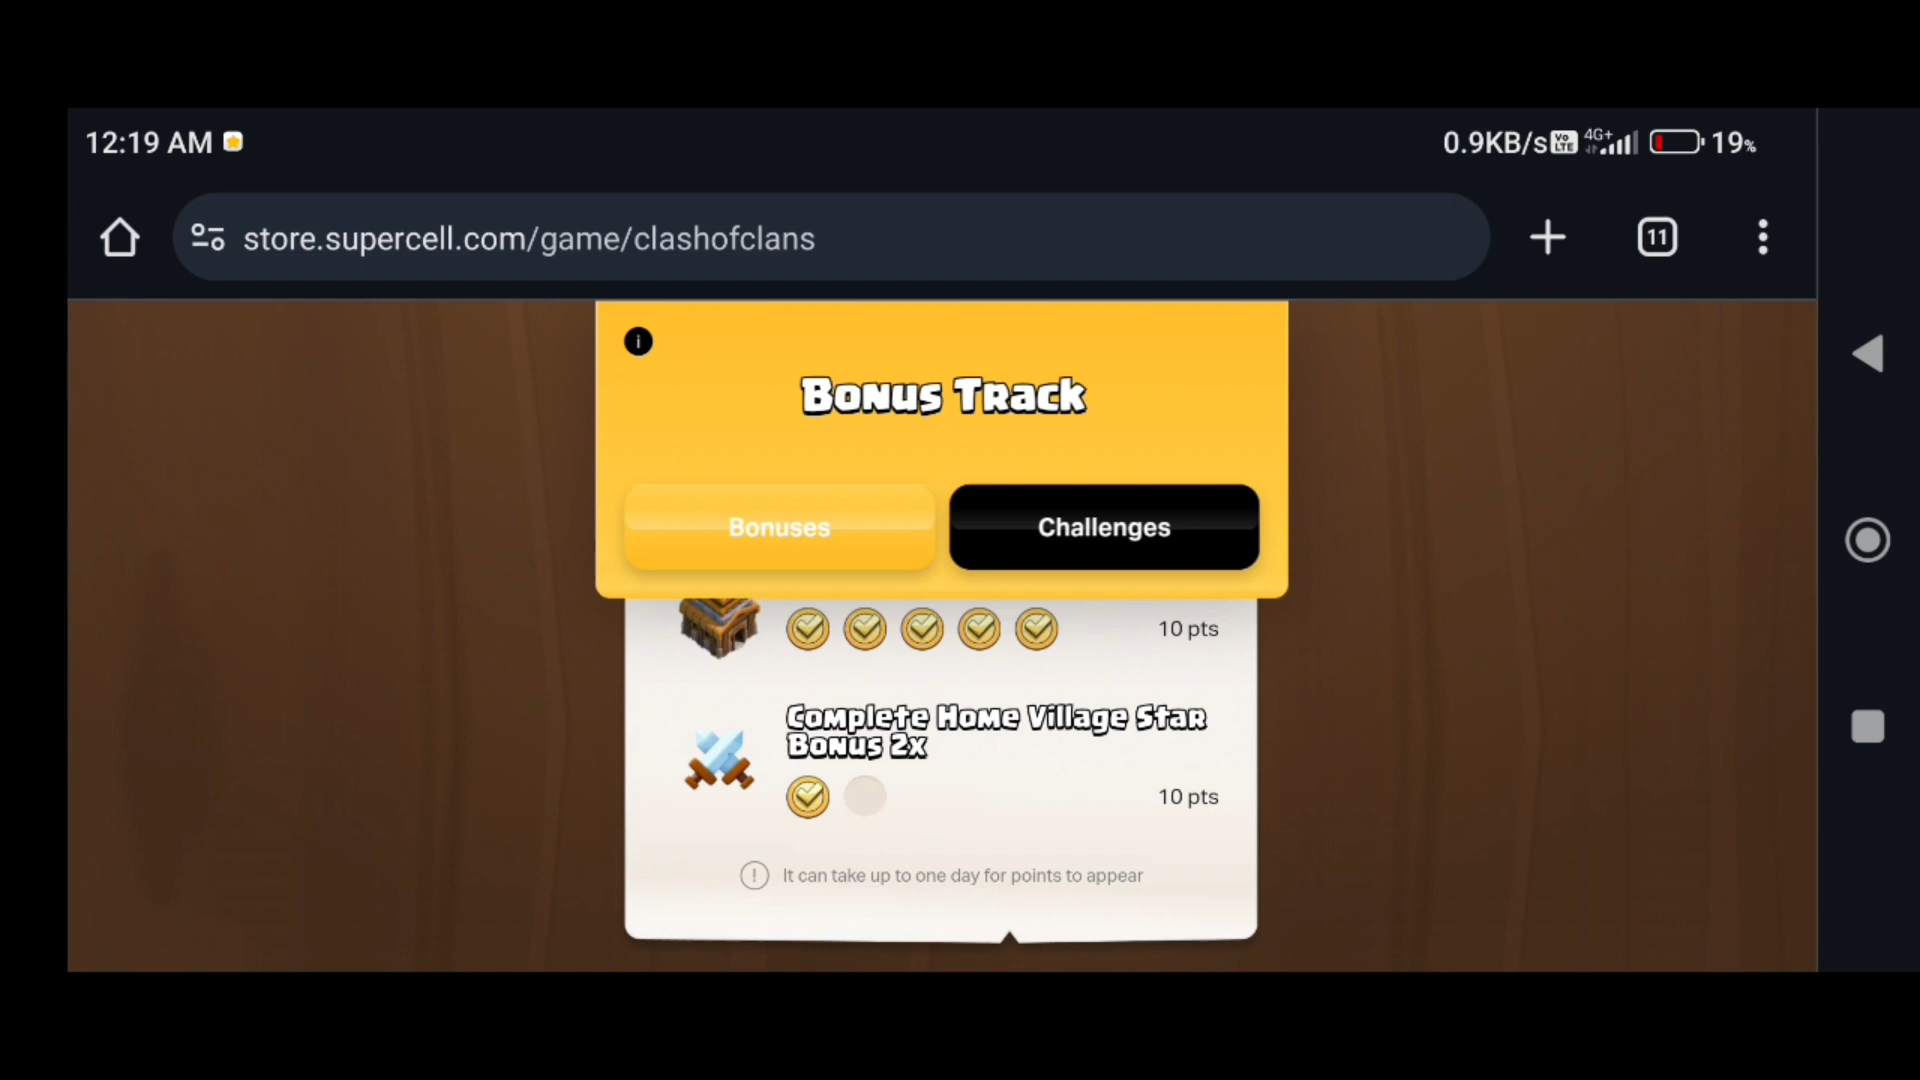 12:19 AM
0.9KB/s Vo LTE 4G+ 19%
store.supercell.com/game/clashofclans
11
i
Bonus Track
Bonuses
Challenges
10 pts
Complete Home Village Star
Bonus 2x
10 pts
! It can take up to one day for points to appear